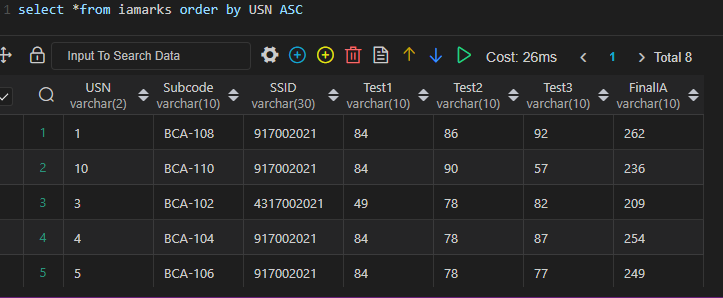 1 select *from iamarks order by USN ASC
Input To Search Data Cost: 26ms 1 Total 8
USN Subcode SSID Test1 Test2 Test3 FinalIA
varchar(2) varchar(10) varchar(30) varchar(10) varchar(10) varchar(10) varchar(10)
1 1 BCA-108 917002021 84 86 92 262
2 10 BCA-110 917002021 84 90 57 236
3 3 BCA-102 4317002021 49 78 82 209
4 4 BCA-104 917002021 84 78 87 254
5 5 BCA-106 917002021 84 78 77 249